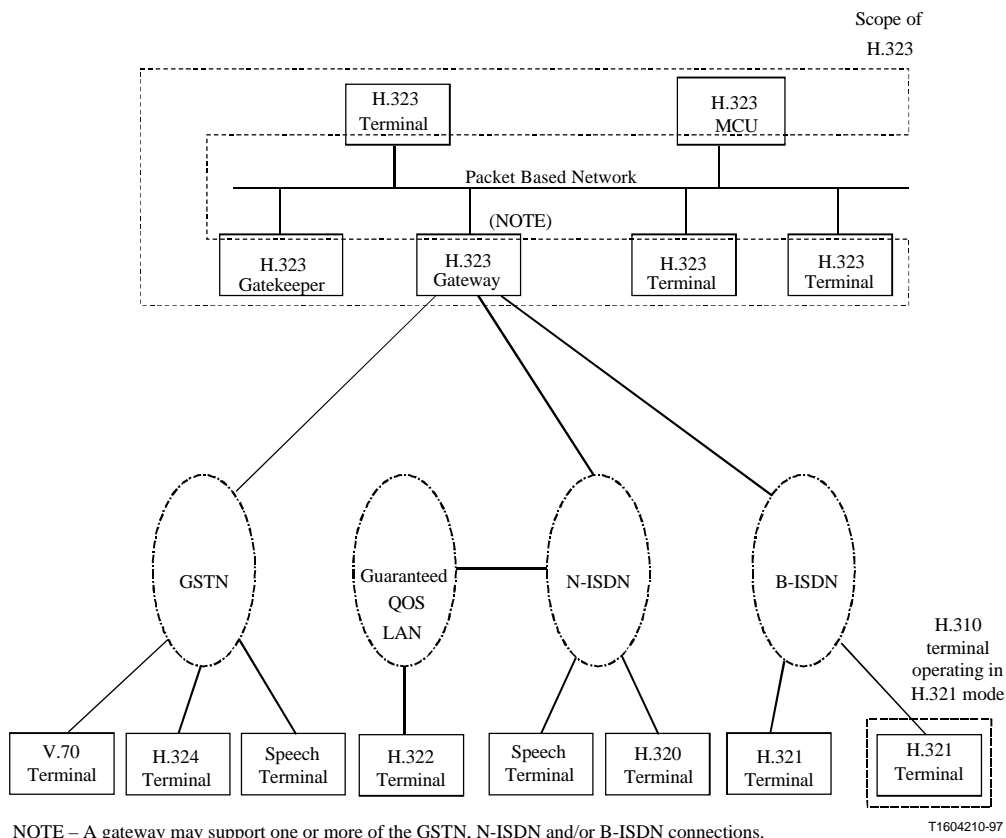 Scope of
H.323
H.323
Terminal
H.323
MCU
Packet Based Network
(NOTE)
H.323
Gatekeeper
H.323
Gateway
H.323
Terminal
H.323
Terminal
GSTN
Guaranteed
QOS
LAN
N-ISDN
B-ISDN
H.310
terminal
operating in
H.321 mode
V.70
Terminal
H.324
Terminal
Speech
Terminal
H.322
Terminal
Speech
Terminal
H.320
Terminal
H.321
Terminal
H.321
Terminal
T1604210-97
NOTE – A gateway may support one or more of the GSTN, N-ISDN and/or B-ISDN connections.